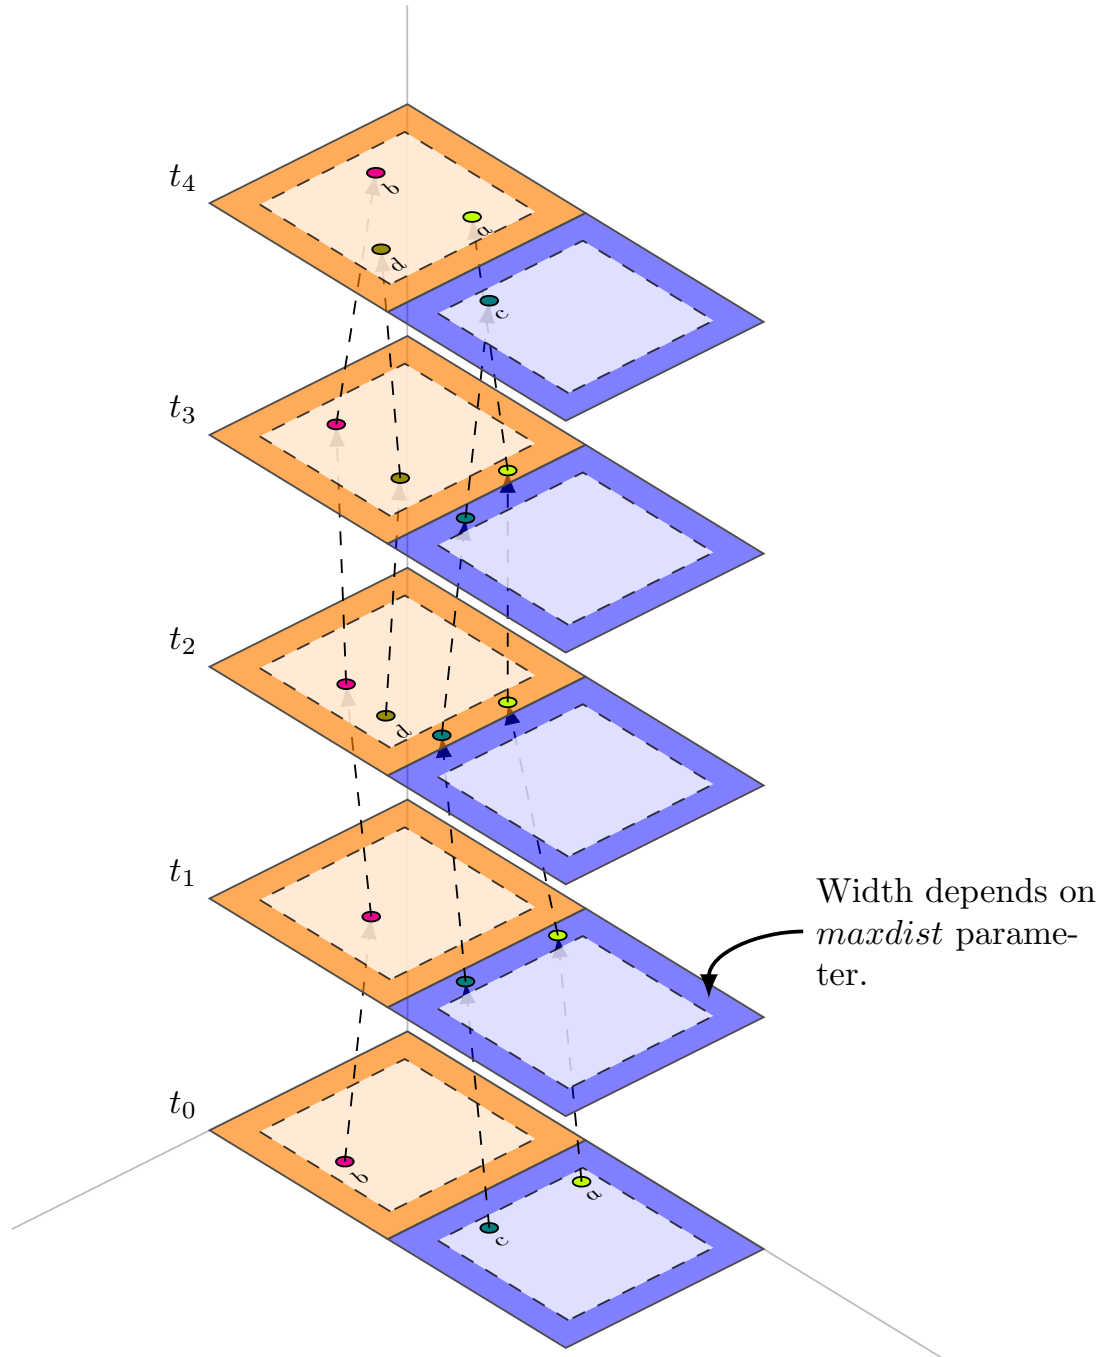 t₄
b
a
d
c
t₃
t₂
d
t₁
Width depends on
maxdist parame-
ter.
t₀
b
a
c